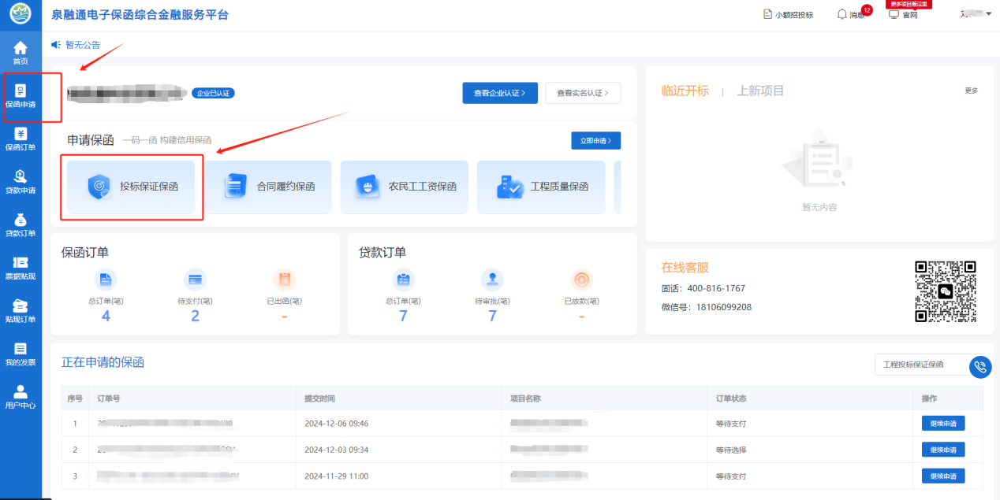 泉融通电子保函综合金融服务平台
小额招投标
消息
12
更多项目看这里
官网
刘
首页
保函申请
保函订单
贷款申请
贷款订单
票据贴现
贴现订单
我的发票
用户中心
暂无公告
企业已认证
查看企业认证 >
查看实名认证 >
申请保函 一码一函 构建信用保函
立即申请 >
投标保证保函
合同履约保函
农民工工资保函
工程质量保函
保函订单
总订单(笔) 待支付(笔) 已出函(笔)
4 2 -
贷款订单
总订单(笔) 待审批(笔) 已放款(笔)
7 7 -
临近开标 | 上新项目
更多
暂无内容
在线客服
固话: 400-816-1767
微信号: 18106099208
正在申请的保函
工程投标保证保函
序号 订单号 提交时间 项目名称 订单状态 操作
1 2024-12-06 09:46 等待支付 继续申请
2 2024-12-03 09:34 等待选择 继续申请
3 2024-11-29 11:00 等待支付 继续申请